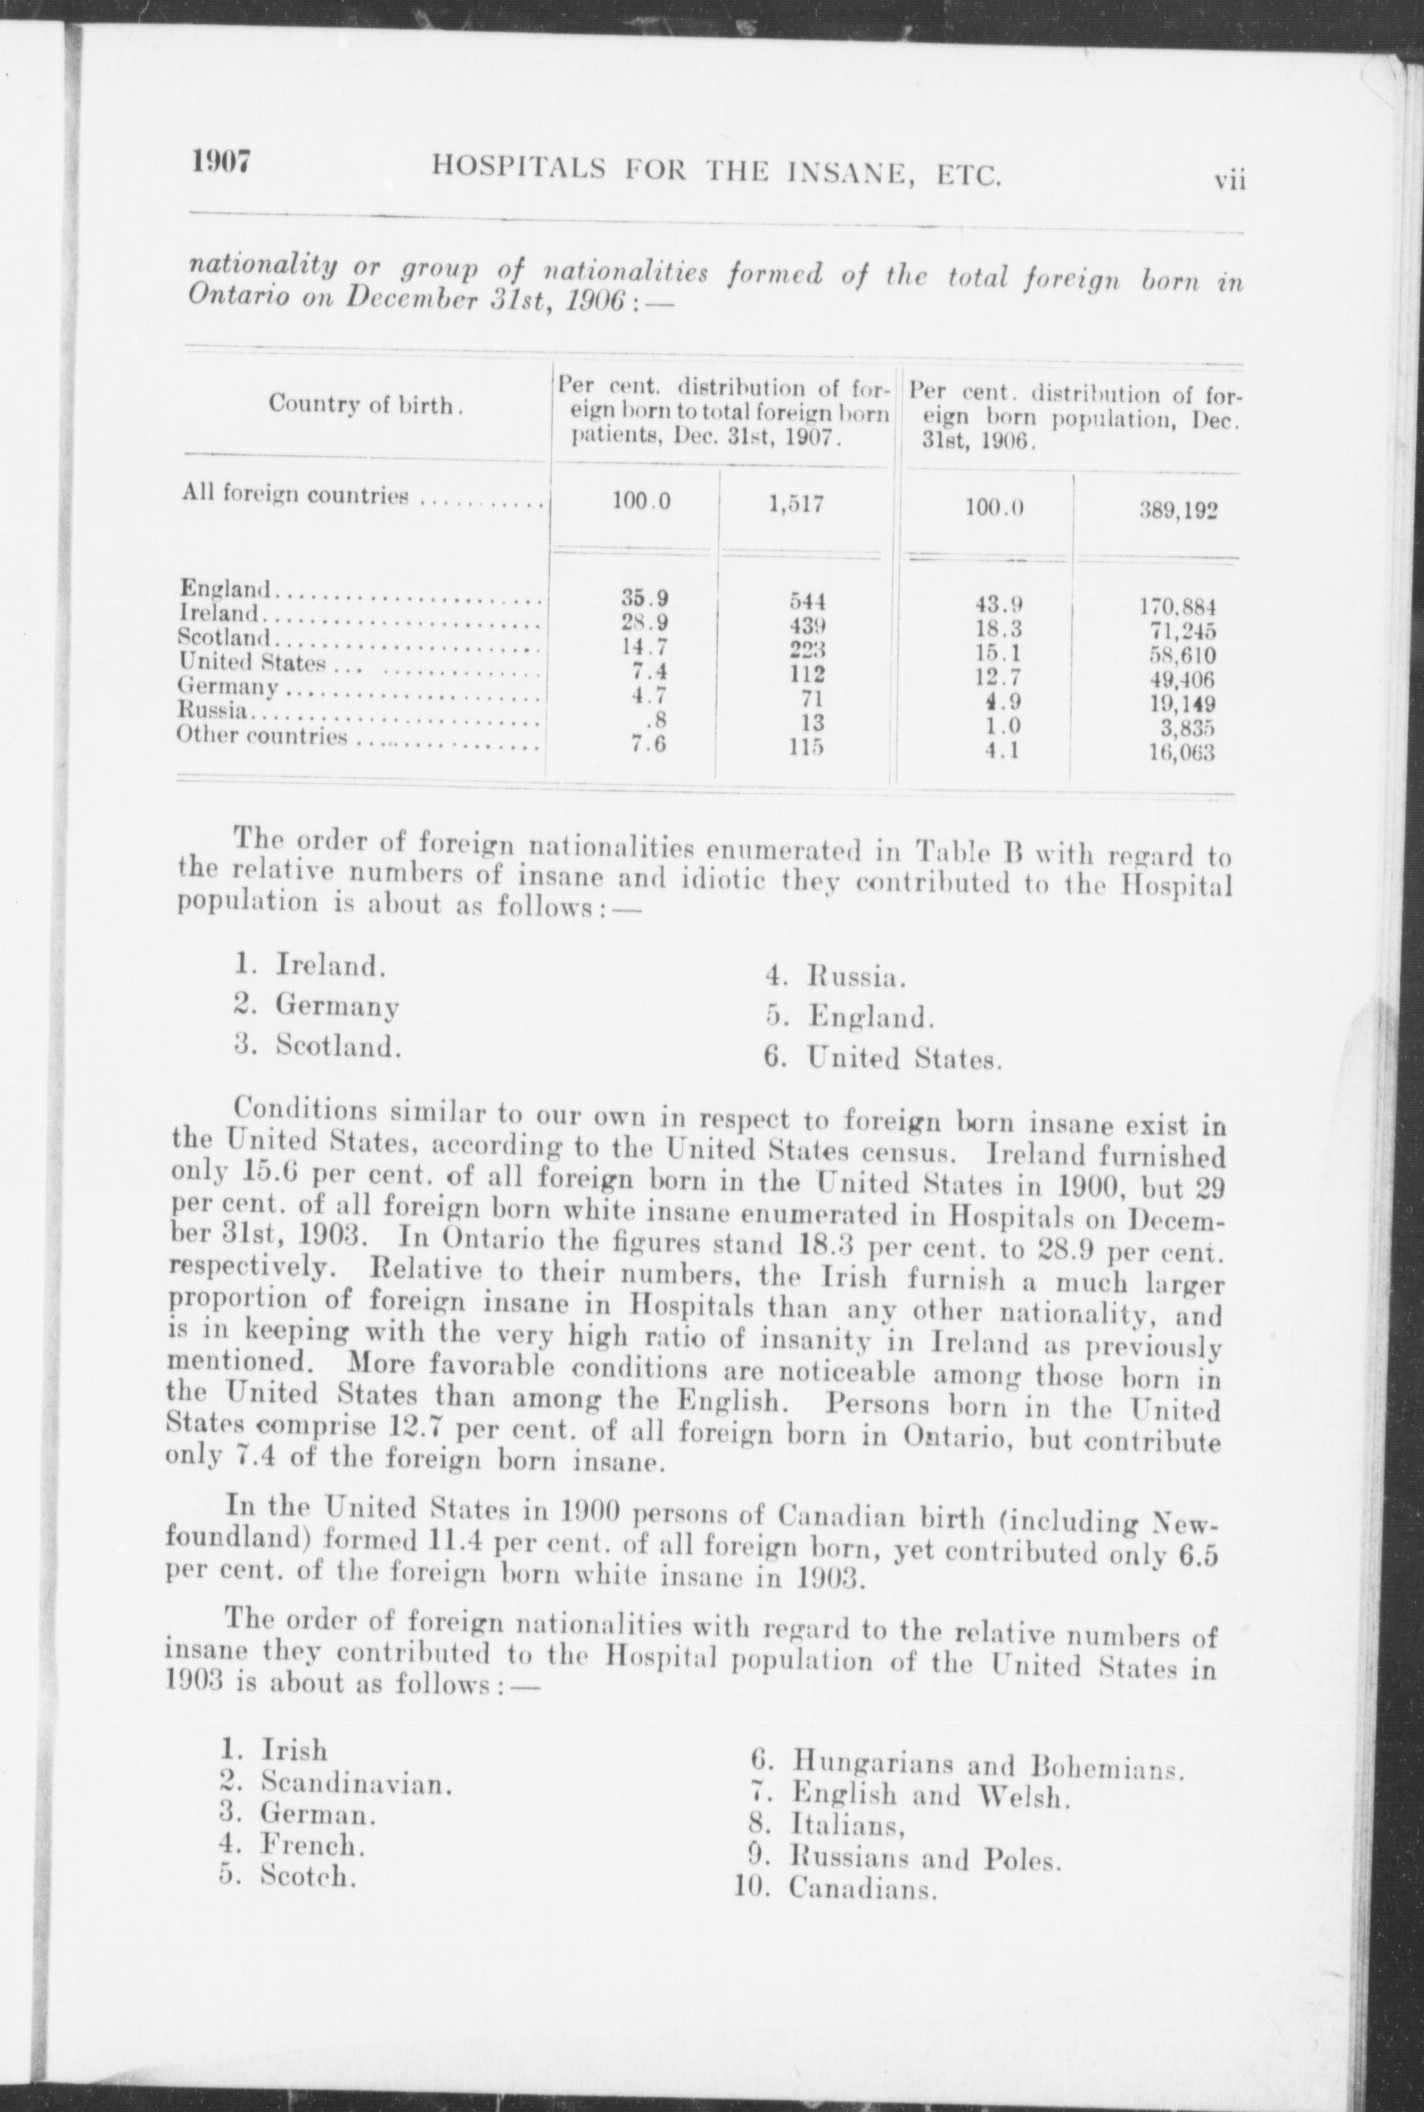 1907 HOSPITALS FOR THE INSANE, ETC. vii
nationality or group of nationalities formed of the total foreign born in
Ontario on December 31st, 1906:—
Country of birth. Per cent. distribution of for- Per cent. distribution of for-
eign born to total foreign born eign born population, Dec.
patients, Dec. 31st, 1907. 31st, 1906.
All foreign countries ........... 100.0 1,517 100.0 389,192
England....................... 35.9 544 43.9 170,884
Ireland........................ 28.9 439 18.3 71,245
Scotland....................... 14.7 223 15.1 58,610
United States ... .............. 7.4 112 12.7 49,406
Germany ...................... 4.7 71 4.9 19,149
Russia......................... .8 13 1.0 3,835
Other countries ................ 7.6 115 4.1 16,063
The order of foreign nationalities enumerated in Table B with regard to
the relative numbers of insane and idiotic they contributed to the Hospital
population is about as follows:—
1. Ireland.
2. Germany
3. Scotland.
4. Russia.
5. England.
6. United States.
Conditions similar to our own in respect to foreign born insane exist in
the United States, according to the United States census. Ireland furnished
only 15.6 per cent. of all foreign born in the United States in 1900, but 29
per cent. of all foreign born white insane enumerated in Hospitals on Decem-
ber 31st, 1903. In Ontario the figures stand 18.3 per cent. to 28.9 per cent.
respectively. Relative to their numbers, the Irish furnish a much larger
proportion of foreign insane in Hospitals than any other nationality, and
is in keeping with the very high ratio of insanity in Ireland as previously
mentioned. More favorable conditions are noticeable among those born in
the United States than among the English. Persons born in the United
States comprise 12.7 per cent. of all foreign born in Ontario, but contribute
only 7.4 of the foreign born insane.
In the United States in 1900 persons of Canadian birth (including New-
foundland) formed 11.4 per cent. of all foreign born, yet contributed only 6.5
per cent. of the foreign born white insane in 1903.
The order of foreign nationalities with regard to the relative numbers of
insane they contributed to the Hospital population of the United States in
1903 is about as follows:—
1. Irish
2. Scandinavian.
3. German.
4. French.
5. Scotch.
6. Hungarians and Bohemians.
7. English and Welsh.
8. Italians,
9. Russians and Poles.
10. Canadians.